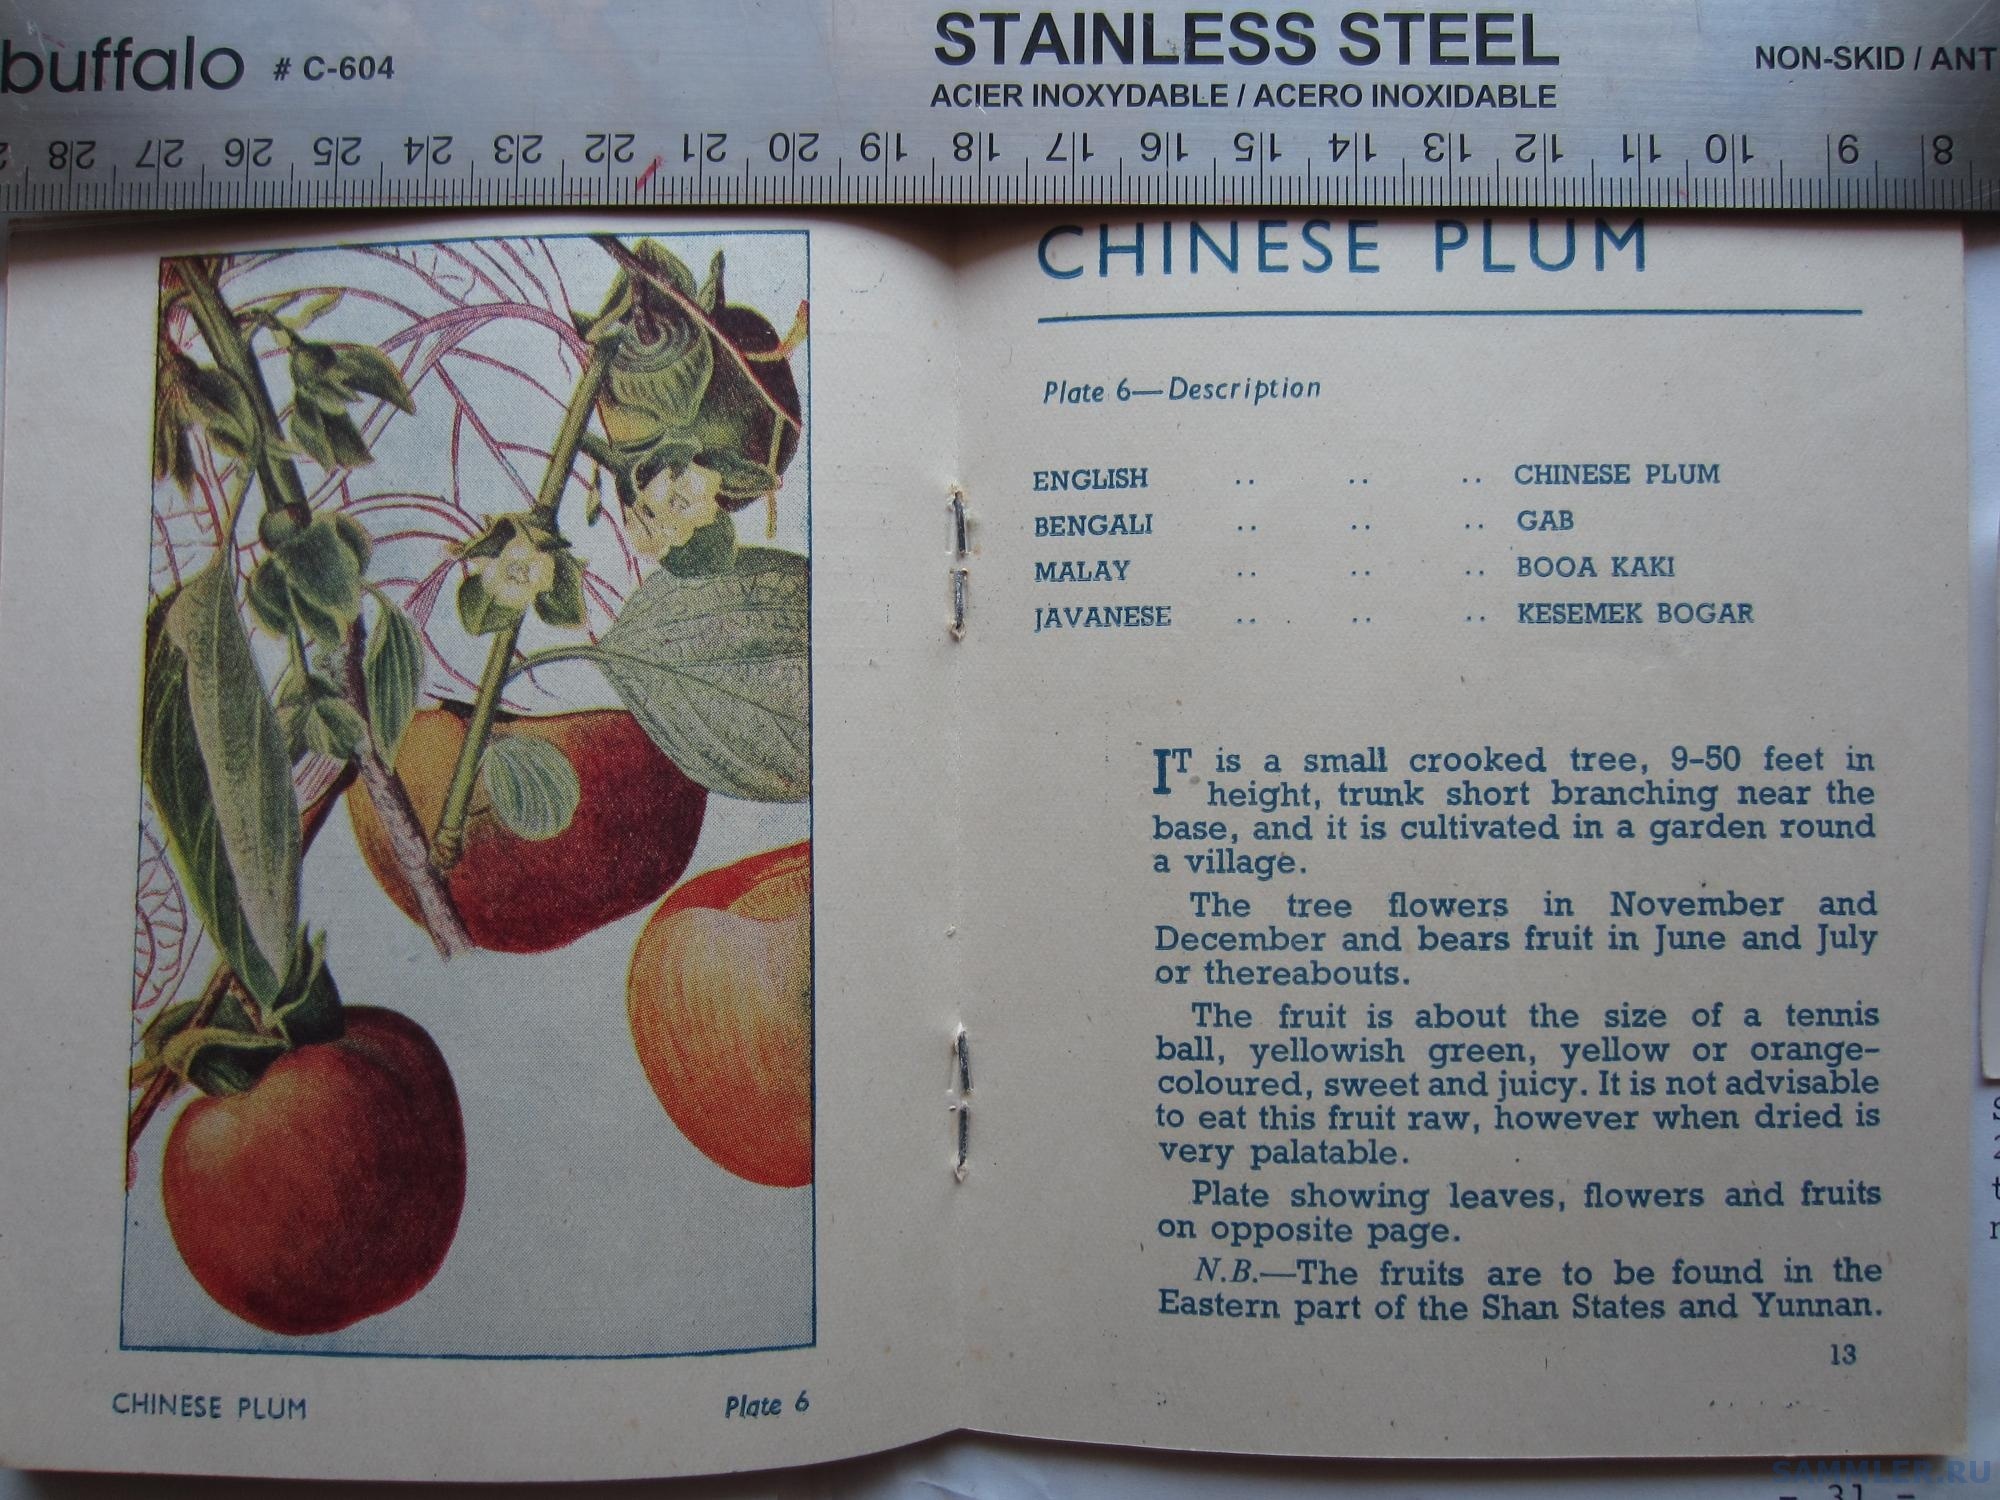 buffalo # C-604
STAINLESS STEEL
ACIER INOXYDABLE / ACERO INOXIDABLE
NON-SKID / ANT
28 27 26 25 24 23 22 21 20 19 18 17 16 15 14 13 12 11 10 9 8
CHINESE PLUM
Plate 6
CHINESE PLUM
Plate 6—Description
ENGLISH .. .. .. CHINESE PLUM
BENGALI .. .. .. GAB
MALAY .. .. .. BOOA KAKI
JAVANESE .. .. .. KESEMEK BOGAR
IT is a small crooked tree, 9-50 feet in
height, trunk short branching near the
base, and it is cultivated in a garden round
a village.
The tree flowers in November and
December and bears fruit in June and July
or thereabouts.
The fruit is about the size of a tennis
ball, yellowish green, yellow or orange-
coloured, sweet and juicy. It is not advisable
to eat this fruit raw, however when dried is
very palatable.
Plate showing leaves, flowers and fruits
on opposite page.
N.B.—The fruits are to be found in the
Eastern part of the Shan States and Yunnan.
13
SAMMLER.RU
- 31 -